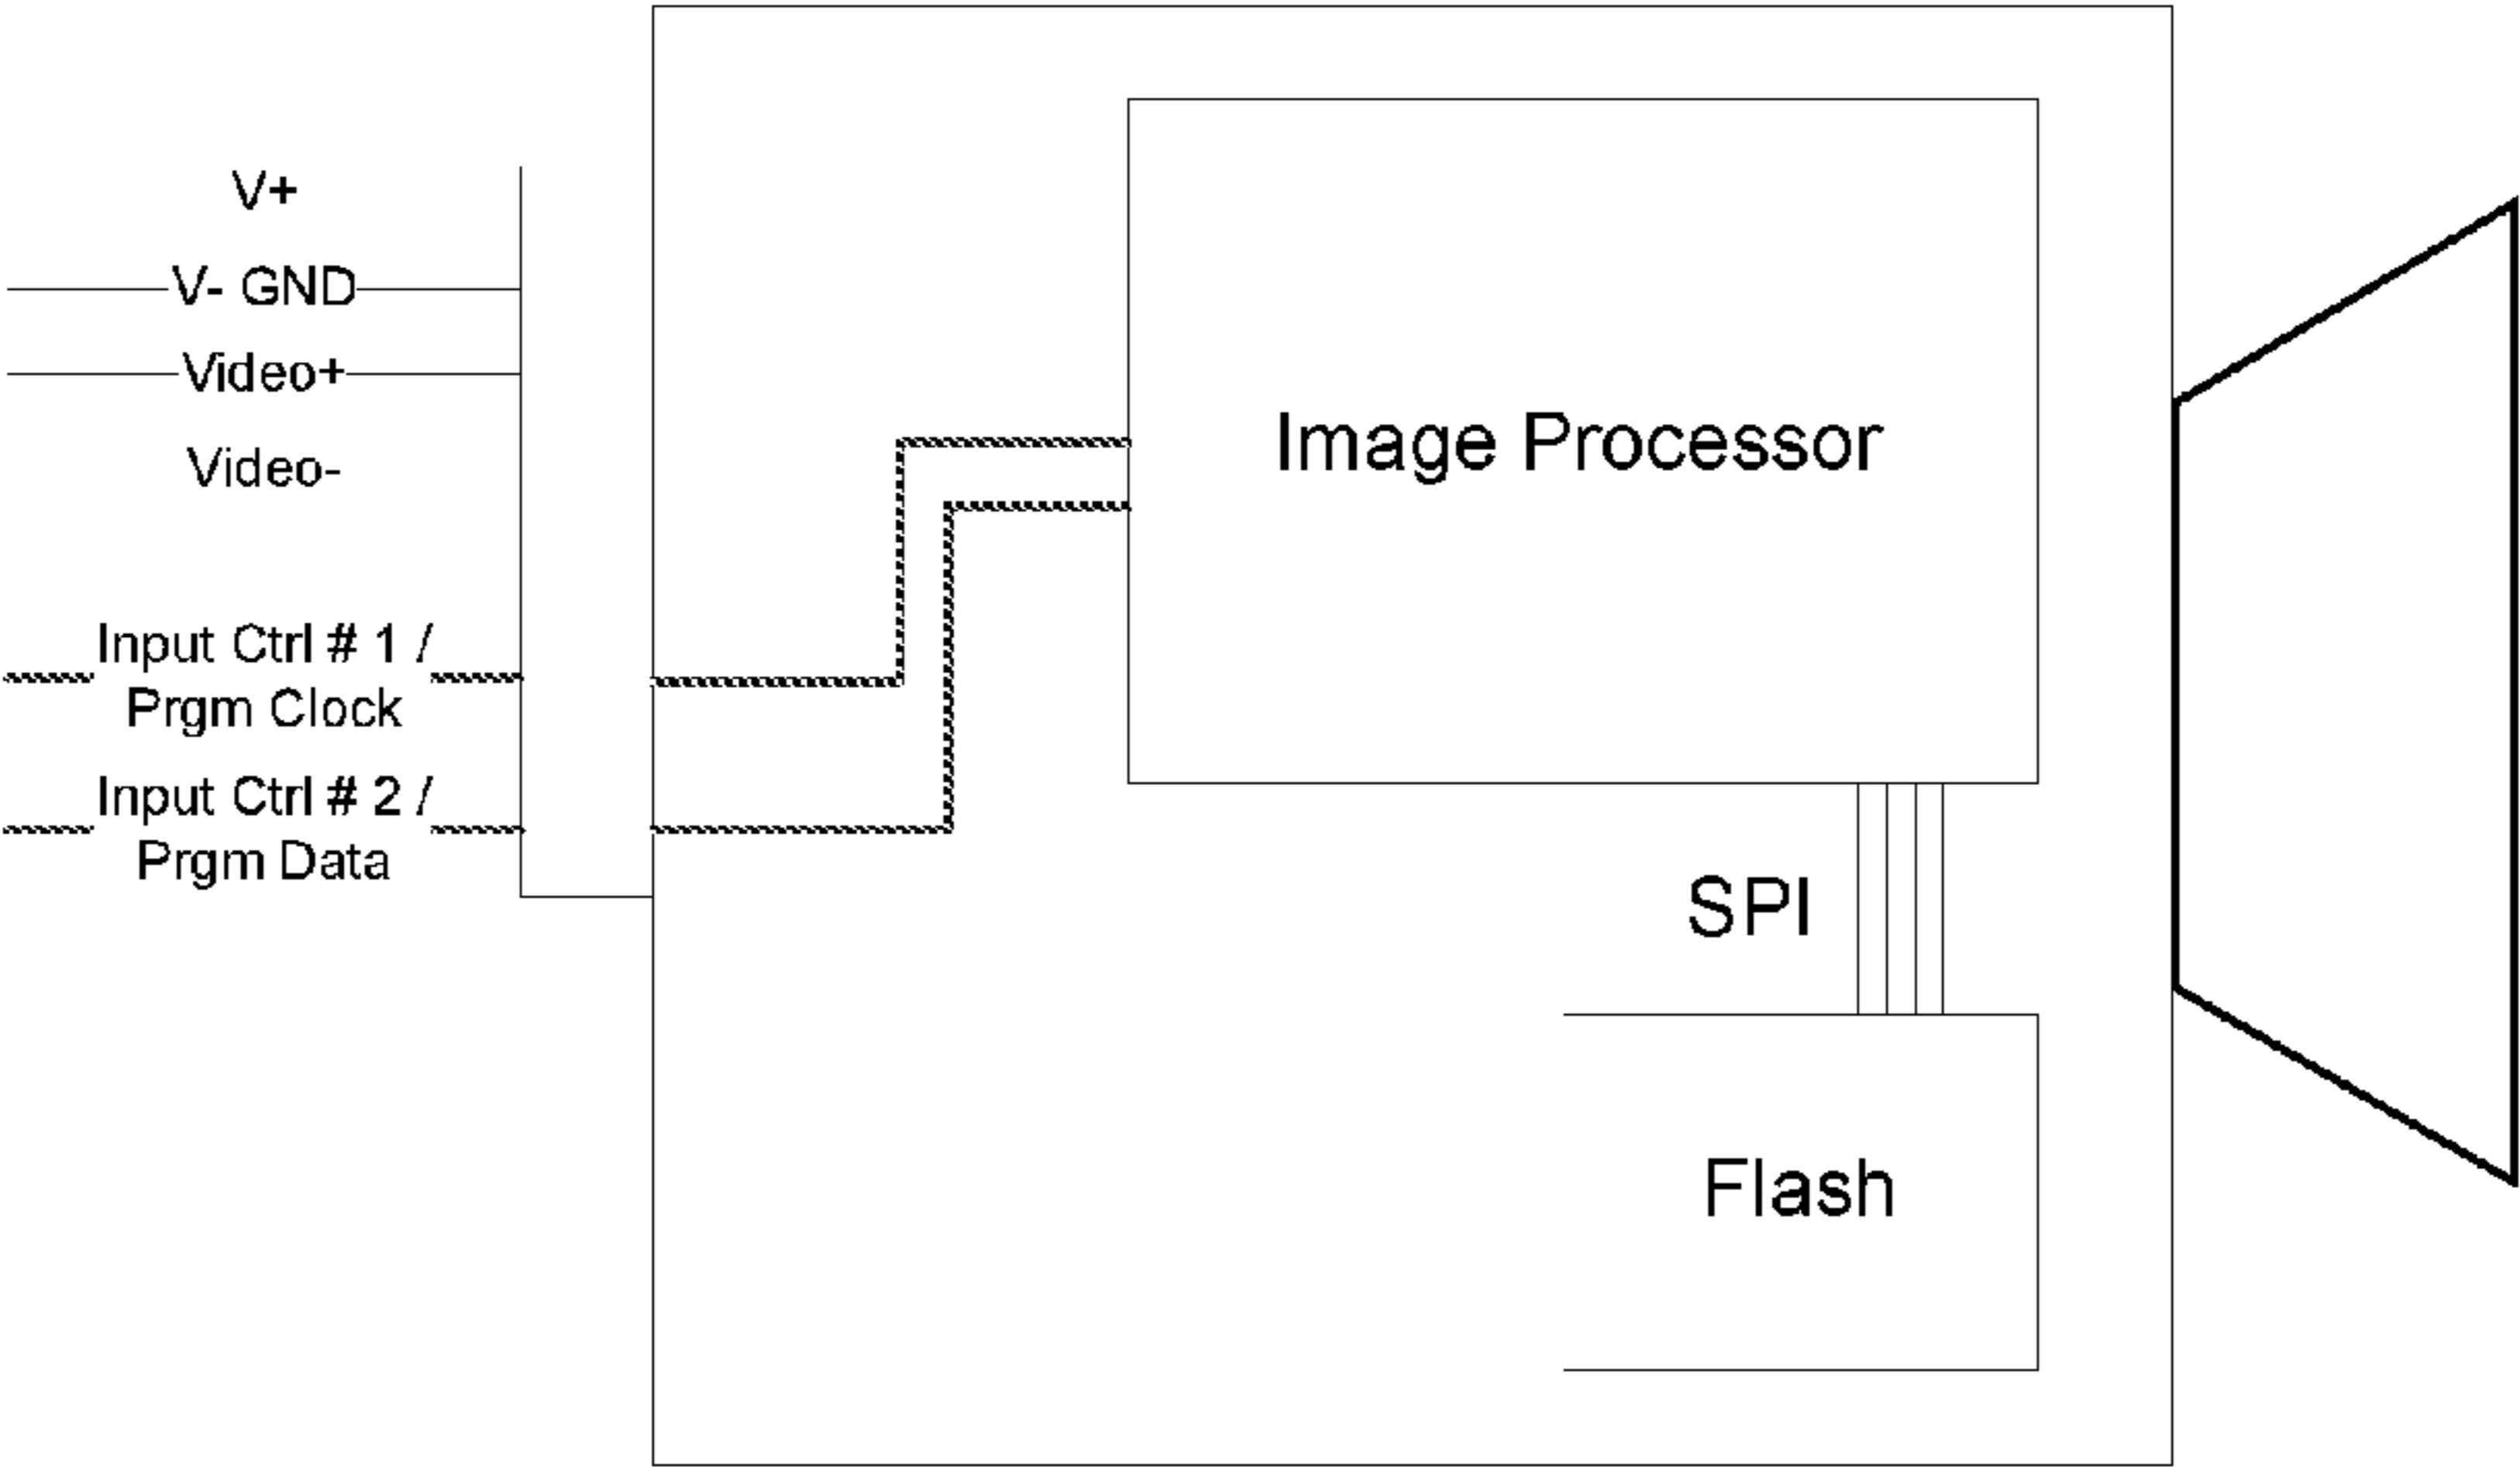 V+
V- GND
Video+
Video-
Input Ctrl # 1 /
Prgm Clock
Input Ctrl # 2 /
Prgm Data
Image Processor
SPI
Flash